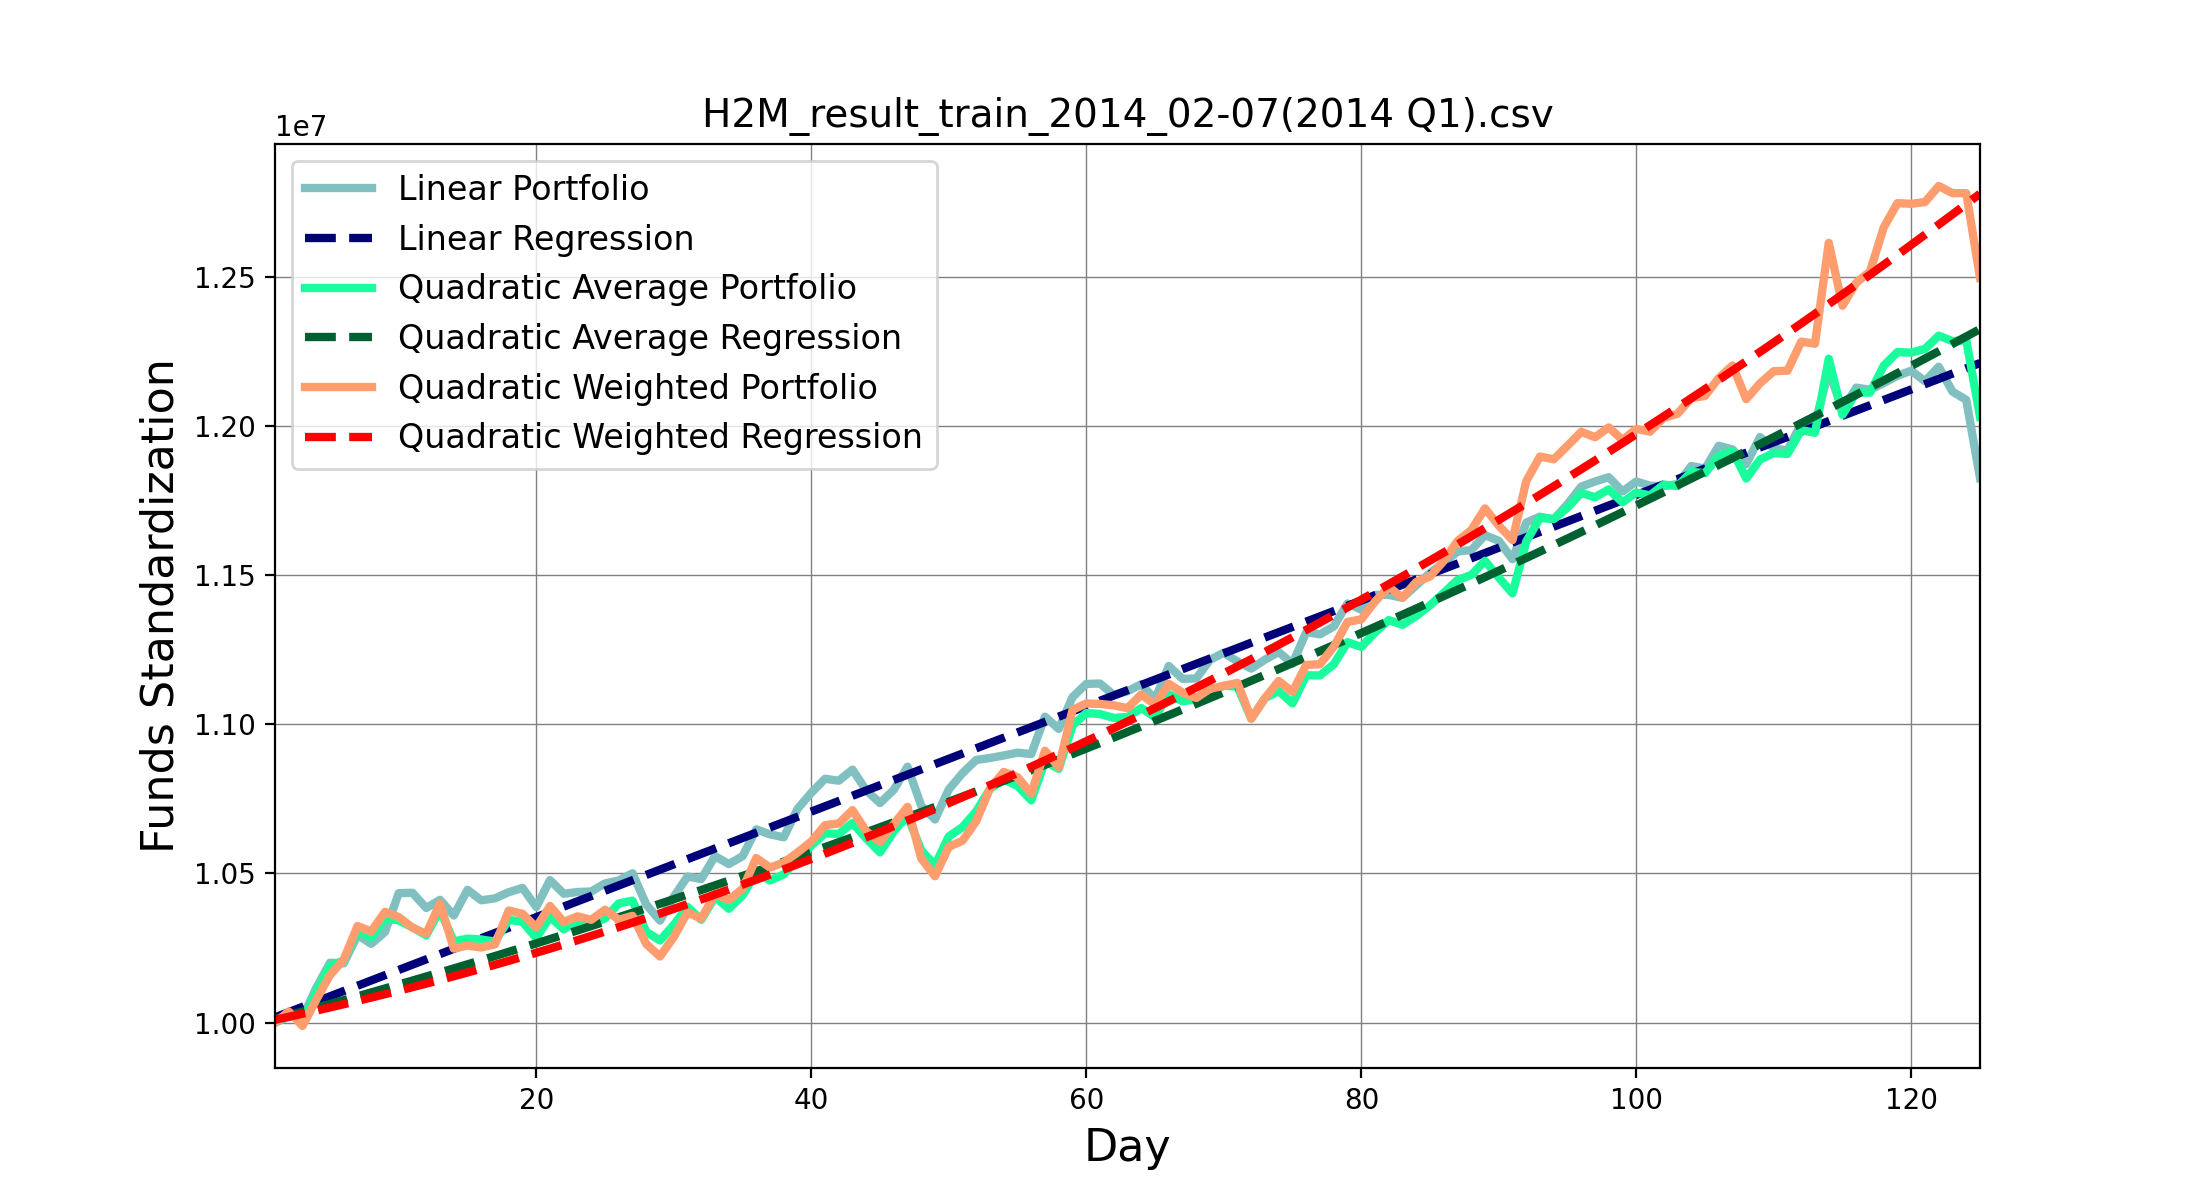 H2M_result_train_2014_02-07(2014 Q1).csv
1e7
Linear Portfolio
Linear Regression
Quadratic Average Portfolio
Quadratic Average Regression
Quadratic Weighted Portfolio
Quadratic Weighted Regression
1.25
1.20
1.15
1.10
1.05
1.00
Funds Standardization
20 40 60 80 100 120
Day